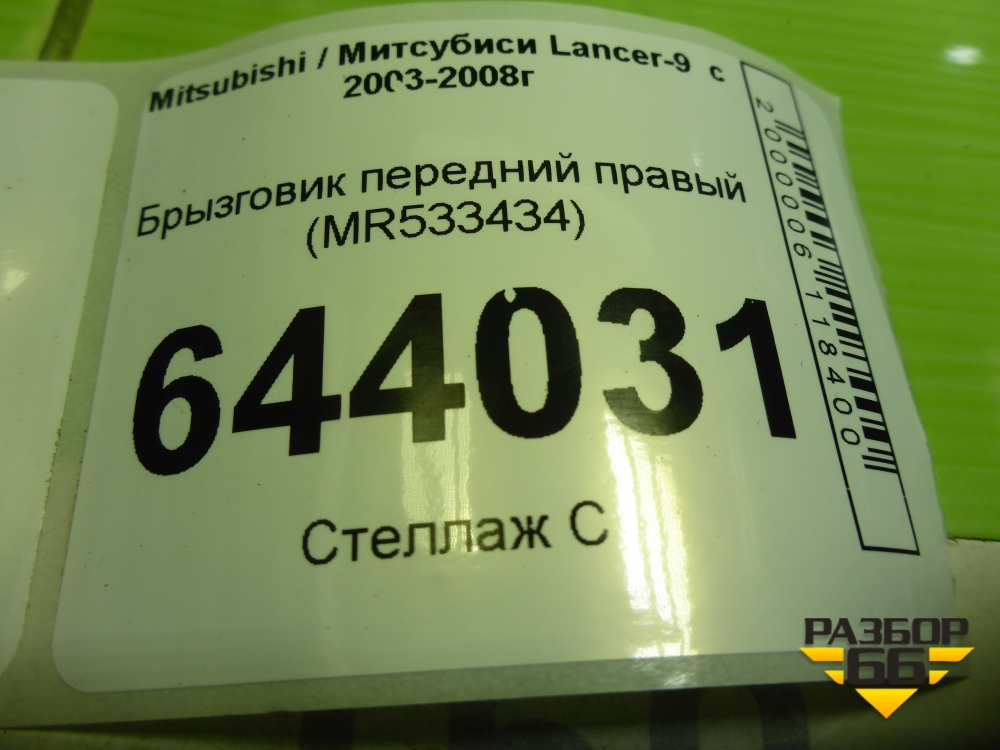 Mitsubishi / Митсубиси Lancer-9 с
2003-2008г
Брызговик передний правый
(MR533434)
644031
Стеллаж С
2000006118400
РАЗБОР
66